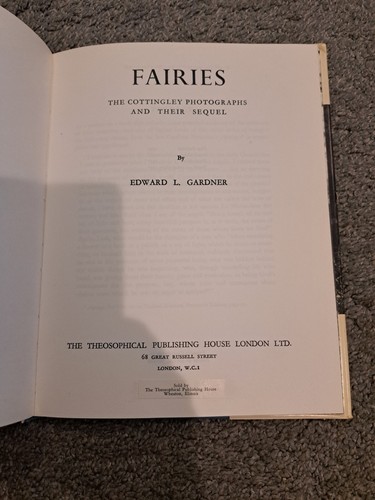 FAIRIES
THE COTTINGLEY PHOTOGRAPHS
AND THEIR SEQUEL
By
EDWARD L. GARDNER
THE THEOSOPHICAL PUBLISHING HOUSE LONDON LTD.
68 GREAT RUSSELL STREET
LONDON, W.C.1
Sold by
The Theosophical Publishing House
Wheaton, Illinois